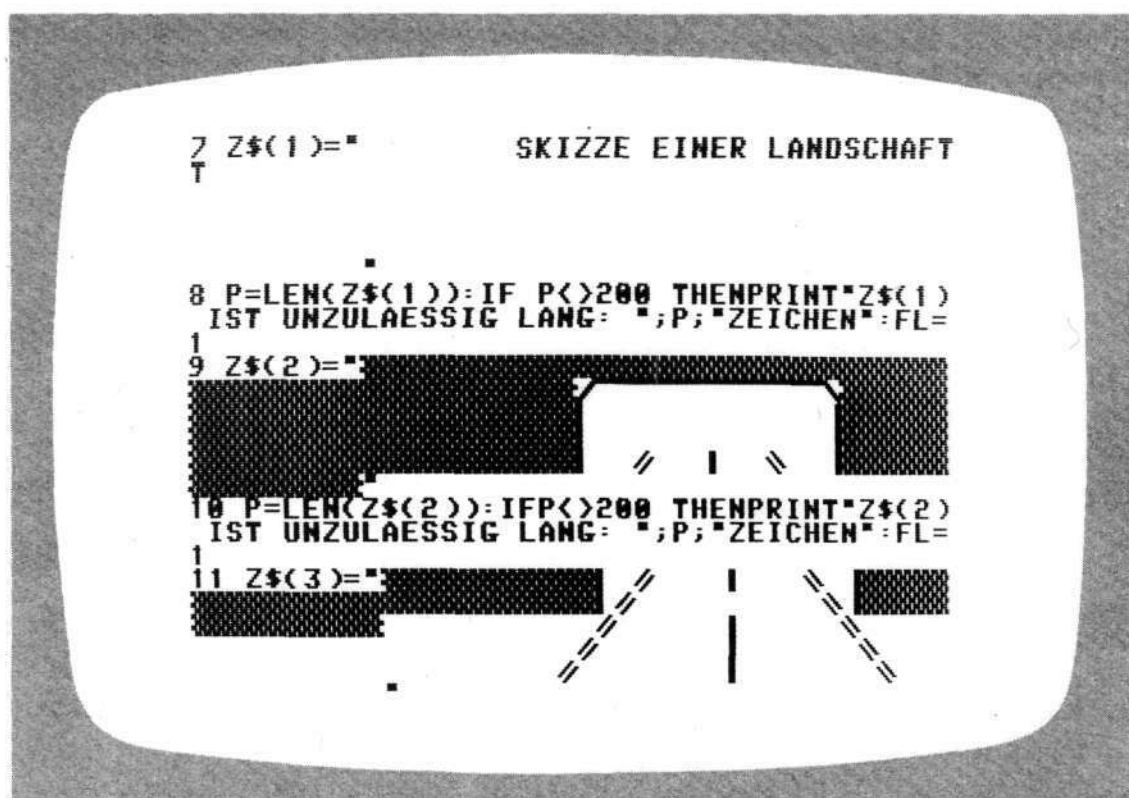 7 Z$(1)="        SKIZZE EINER LANDSCHAFT
T
"
8 P=LEN(Z$(1)):IF P<>200 THENPRINT"Z$(1)
 IST UNZULAESSIG LANG: ";P;"ZEICHEN":FL=
1
9 Z$(2)="
"
10 P=LEN(Z$(2)):IFP<>200 THENPRINT"Z$(2)
 IST UNZULAESSIG LANG: ";P;"ZEICHEN":FL=
1
11 Z$(3)="
"